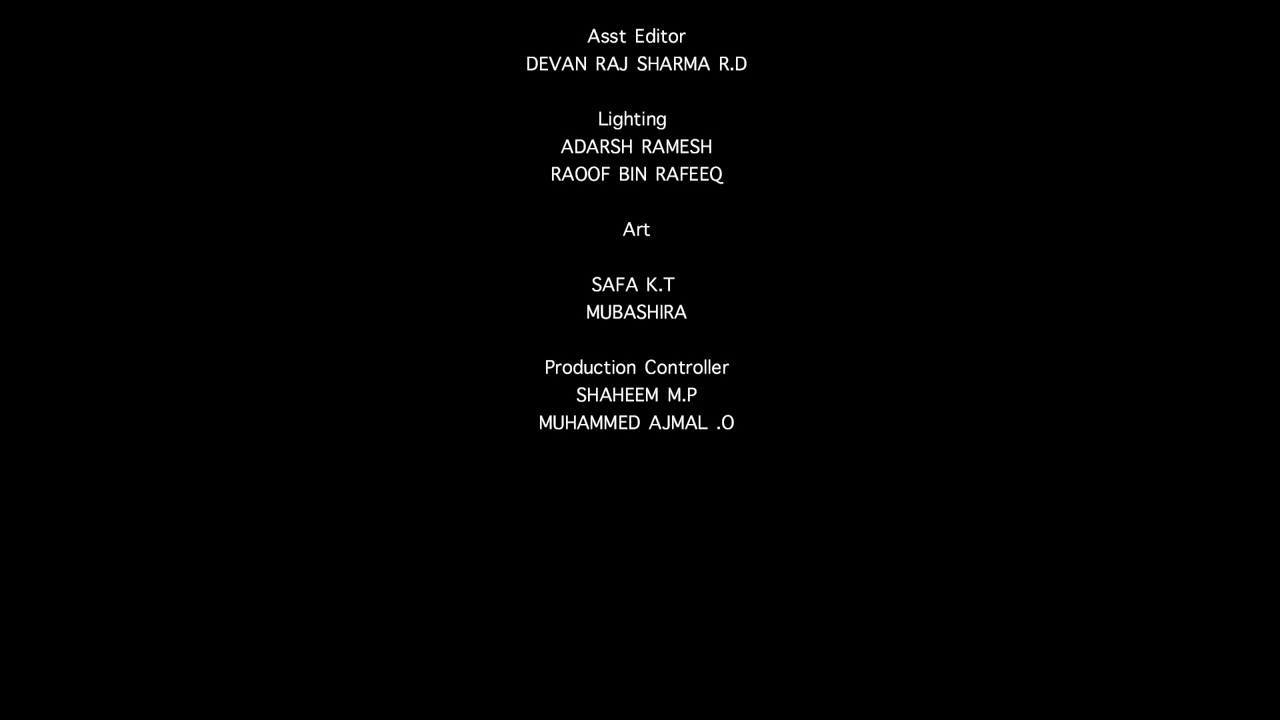 Asst Editor
DEVAN RAJ SHARMA R.D
Lighting
ADARSH RAMESH
RAOOF BIN RAFEEQ
Art
SAFA K.T
MUBASHIRA
Production Controller
SHAHEEM M.P
MUHAMMED AJMAL .O